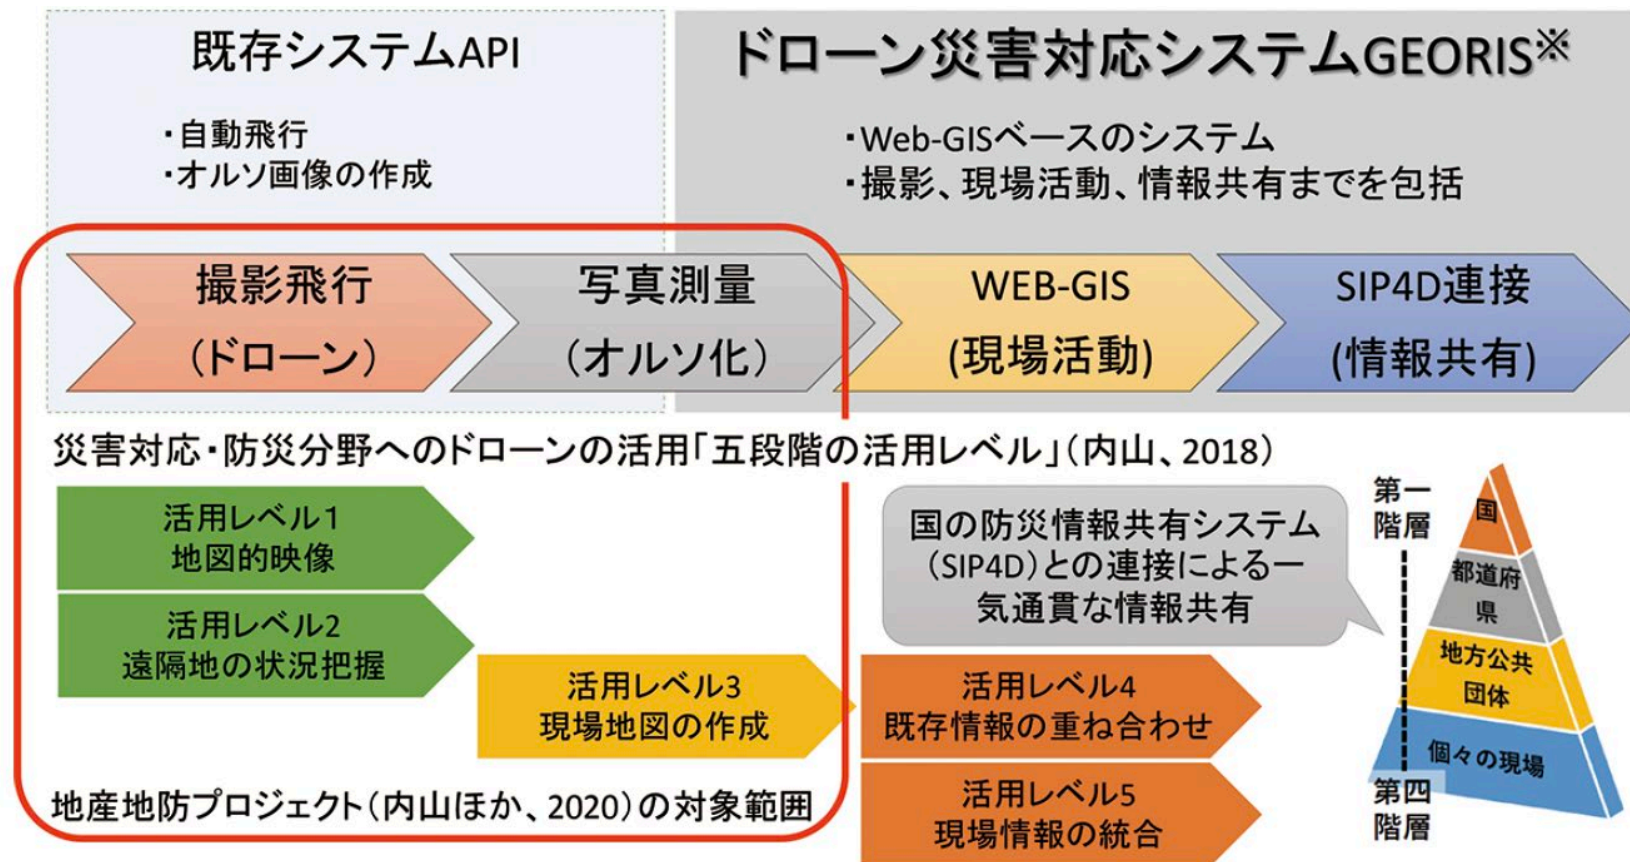 既存システムAPI
・自動飛行
・オルソ画像の作成
ドローン災害対応システムGEORIS※
・Web-GISベースのシステム
・撮影、現場活動、情報共有までを包括
撮影飛行
（ドローン）
写真測量
（オルソ化）
WEB-GIS
(現場活動)
SIP4D連接
(情報共有)
災害対応・防災分野へのドローンの活用「五段階の活用レベル」（内山、2018）
活用レベル1
地図的映像
活用レベル2
遠隔地の状況把握
活用レベル3
現場地図の作成
活用レベル4
既存情報の重ね合わせ
活用レベル5
現場情報の統合
国の防災情報共有システム
（SIP4D）との連接による一
気通貫な情報共有
第一
階層
国
都道府
県
地方公共
団体
個々の現場
第四
階層
地産地防プロジェクト（内山ほか、2020）の対象範囲